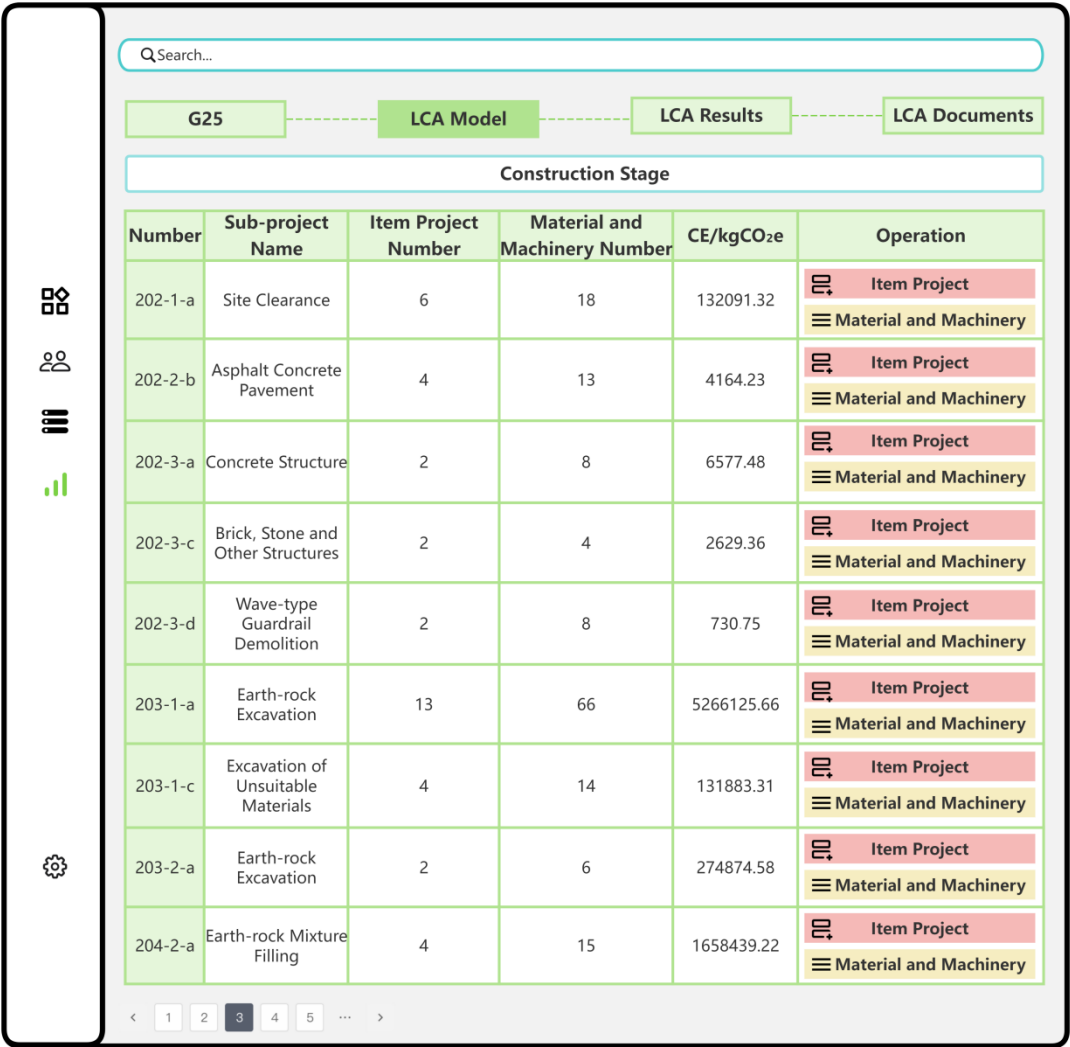 Search...
G25
LCA Model
LCA Results
LCA Documents
Construction Stage
Number
Sub-project
Name
Item Project
Number
Material and
Machinery Number
CE/kgCO₂e
Operation
202-1-a
Site Clearance
6
18
132091.32
Item Project
Material and Machinery
202-2-b
Asphalt Concrete
Pavement
4
13
4164.23
Item Project
Material and Machinery
202-3-a
Concrete Structure
2
8
6577.48
Item Project
Material and Machinery
202-3-c
Brick, Stone and
Other Structures
2
4
2629.36
Item Project
Material and Machinery
202-3-d
Wave-type
Guardrail
Demolition
2
8
730.75
Item Project
Material and Machinery
203-1-a
Earth-rock
Excavation
13
66
5266125.66
Item Project
Material and Machinery
203-1-c
Excavation of
Unsuitable
Materials
4
14
131883.31
Item Project
Material and Machinery
203-2-a
Earth-rock
Excavation
2
6
274874.58
Item Project
Material and Machinery
204-2-a
Earth-rock Mixture
Filling
4
15
1658439.22
Item Project
Material and Machinery
< 1 2 3 4 5 ··· >